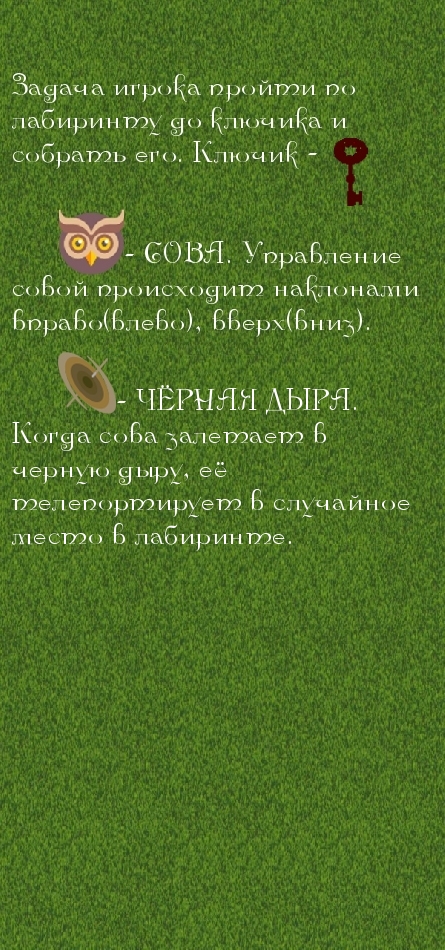 Задача игрока пройти по
лабиринту до ключика и
собрать его. Ключик -
- СОВА. Управление
совой происходит наклонами
вправо(влево), вверх(вниз).
- ЧЁРНАЯ ДЫРА.
Когда сова залетает в
черную дыру, её
телепортирует в случайное
место в лабиринте.